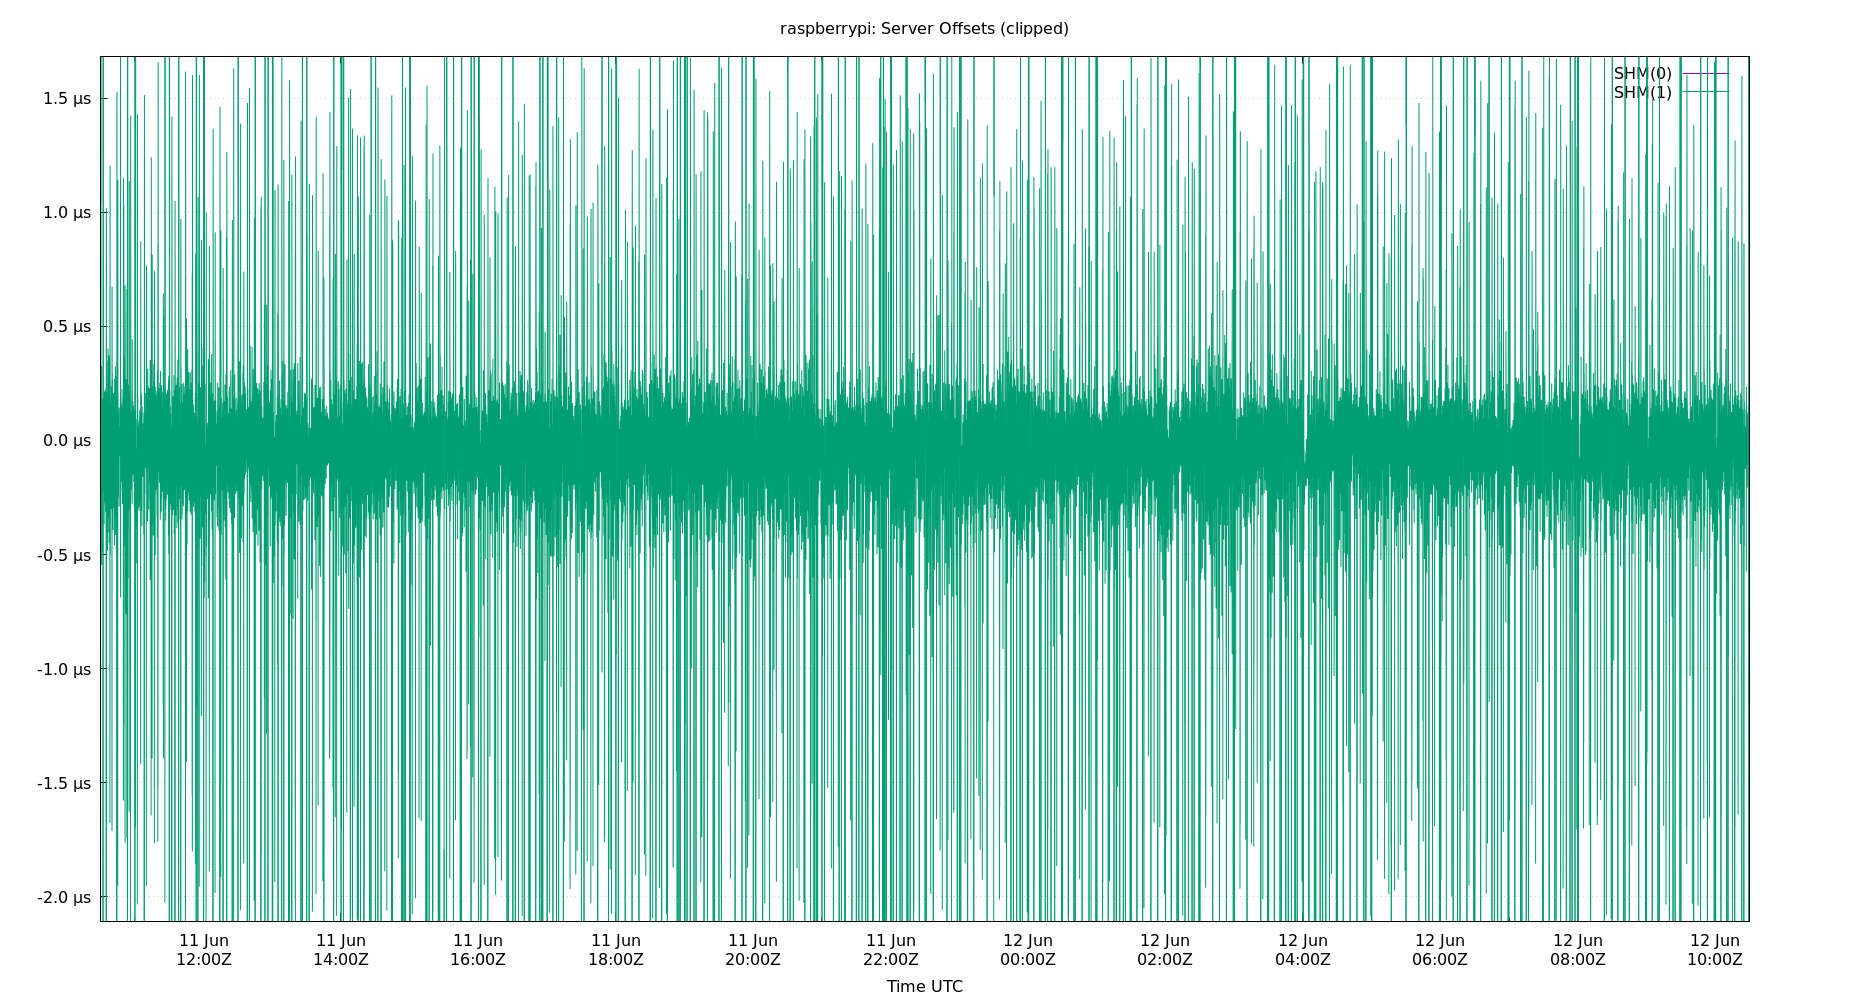 raspberrypi: Server Offsets (clipped)
SHM(0)
SHM(1)
1.5 µs
1.0 µs
0.5 µs
0.0 µs
-0.5 µs
-1.0 µs
-1.5 µs
-2.0 µs
11 Jun 11 Jun 11 Jun 11 Jun 11 Jun 11 Jun 12 Jun 12 Jun 12 Jun 12 Jun 12 Jun 12 Jun
12:00Z 14:00Z 16:00Z 18:00Z 20:00Z 22:00Z 00:00Z 02:00Z 04:00Z 06:00Z 08:00Z 10:00Z
Time UTC